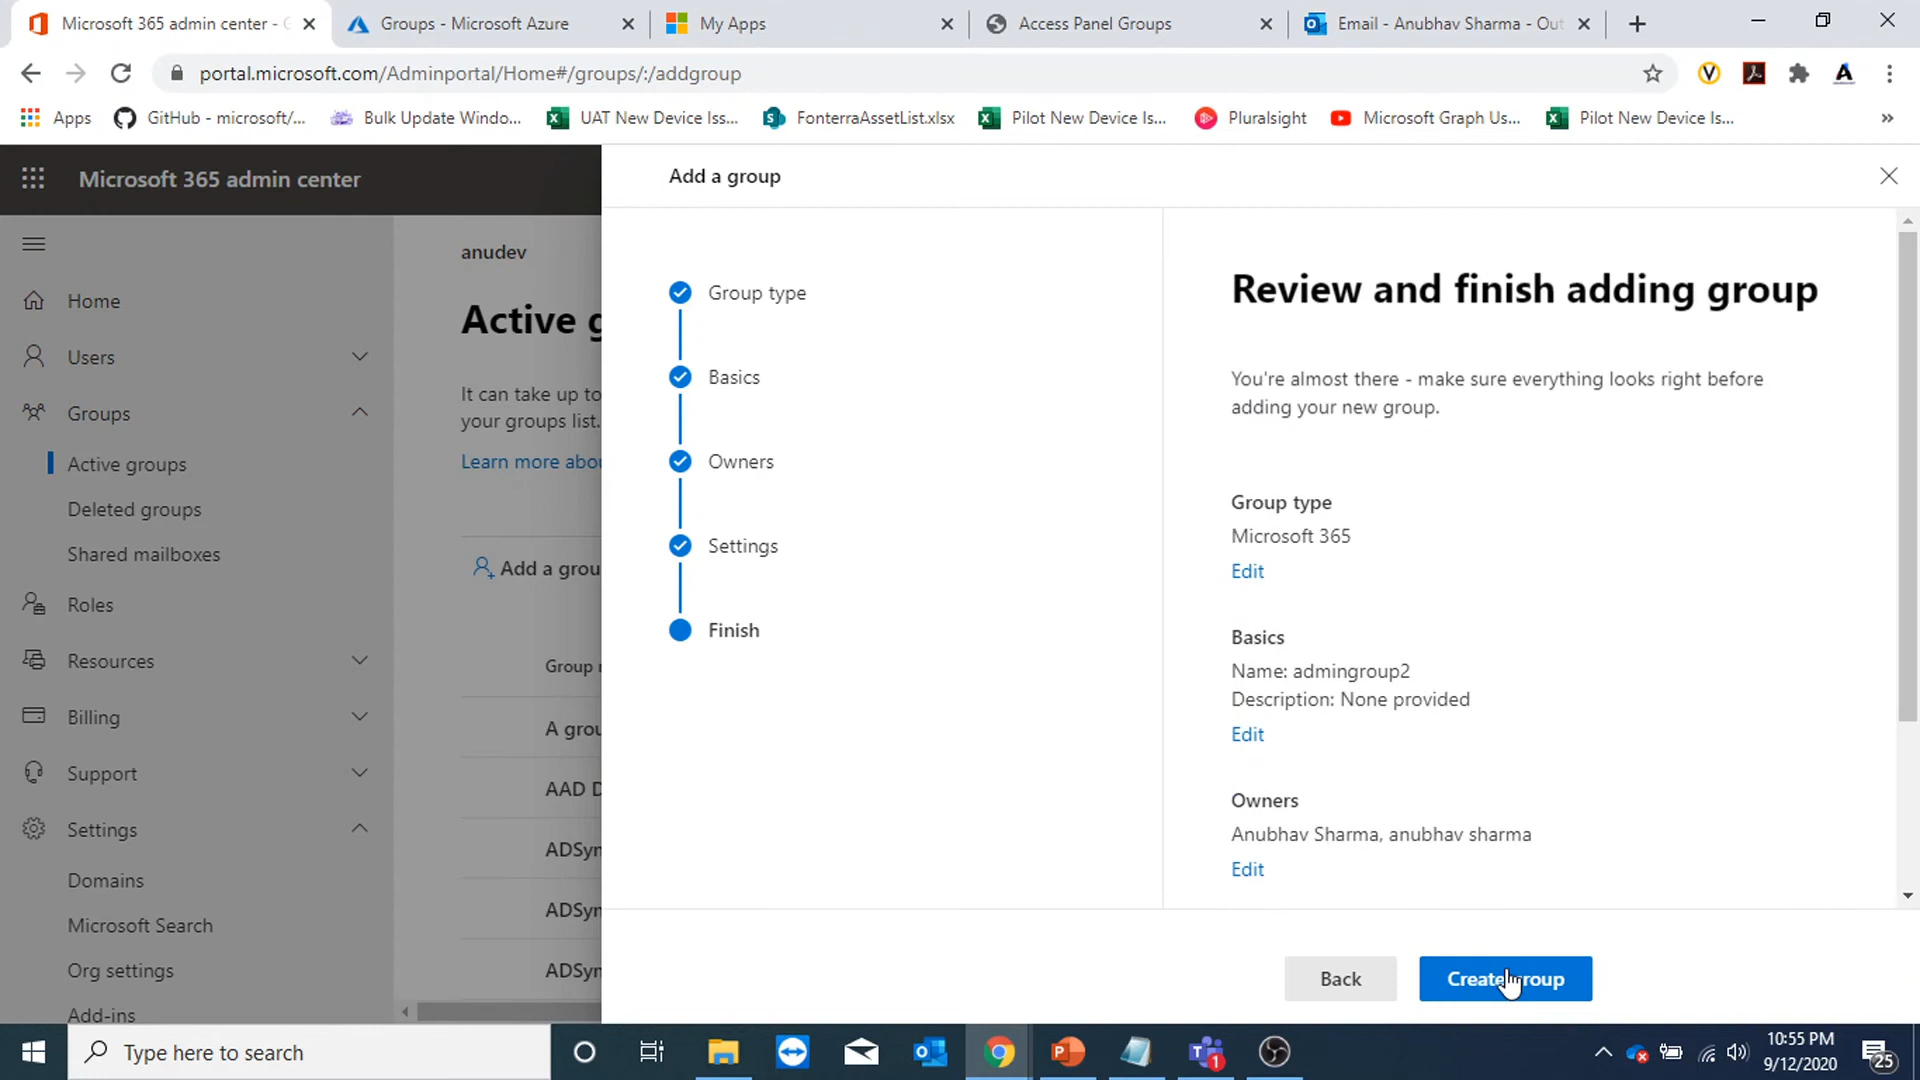 Microsoft 365 admin center - G
Groups - Microsoft Azure
My Apps
Access Panel Groups
Email - Anubhav Sharma - Out
portal.microsoft.com/Adminportal/Home#/groups/:/addgroup
Apps
GitHub - microsoft/...
Bulk Update Windo...
UAT New Device Iss...
FonterraAssetList.xlsx
Pilot New Device Is...
Pluralsight
Microsoft Graph Us...
Pilot New Device Is...
»
Microsoft 365 admin center
Home
Users
Groups
Active groups
Deleted groups
Shared mailboxes
Roles
Resources
Billing
Support
Settings
Domains
Microsoft Search
Org settings
Add-ins
anudev
Active g
It can take up to
your groups list.
Learn more abou
Add a grou
Group n
A grou
AAD D
ADSyn
ADSyn
ADSyn
Add a group
Group type
Basics
Owners
Settings
Finish
Review and finish adding group
You're almost there - make sure everything looks right before
adding your new group.
Group type
Microsoft 365
Edit
Basics
Name: admingroup2
Description: None provided
Edit
Owners
Anubhav Sharma, anubhav sharma
Edit
Back
Create group
Type here to search
1
10:55 PM
9/12/2020
25